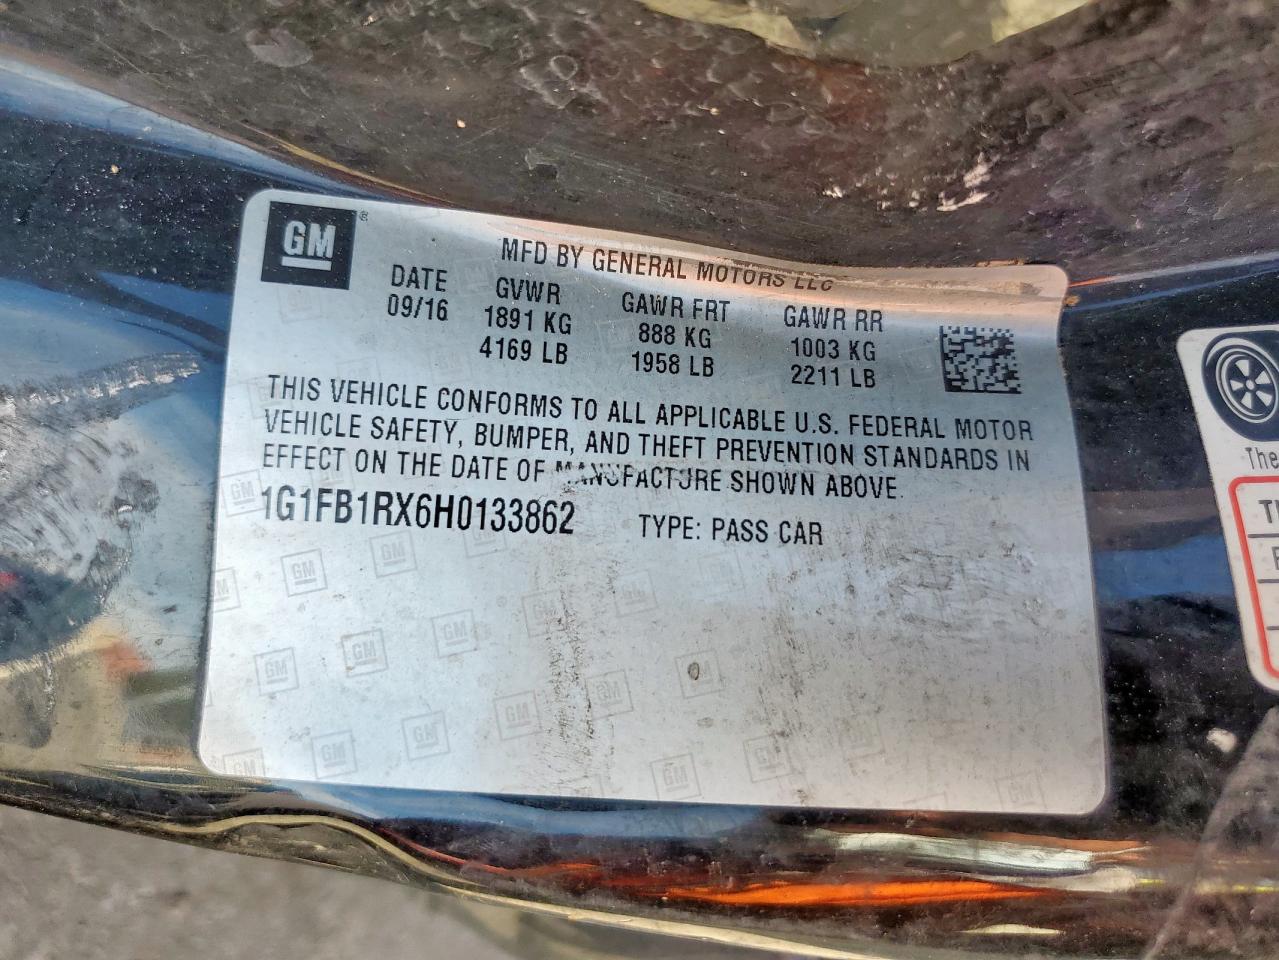 GM ®
MFD BY GENERAL MOTORS LLC
DATE GVWR GAWR FRT GAWR RR
09/16 1891 KG 888 KG 1003 KG
4169 LB 1958 LB 2211 LB
THIS VEHICLE CONFORMS TO ALL APPLICABLE U.S. FEDERAL MOTOR
VEHICLE SAFETY, BUMPER, AND THEFT PREVENTION STANDARDS IN
EFFECT ON THE DATE OF MANUFACTURE SHOWN ABOVE.
1G1FB1RX6H0133862 TYPE: PASS CAR
The